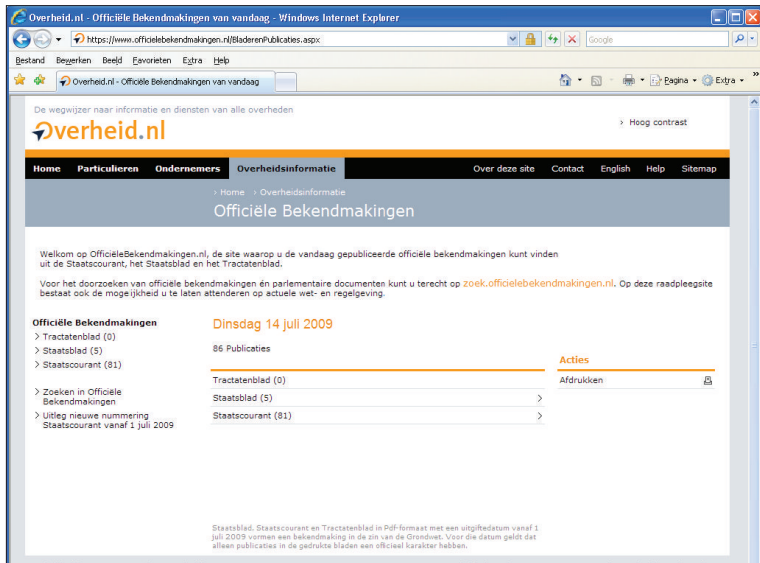 Overheid.nl - Officiële Bekendmakingen van vandaag - Windows Internet Explorer
https://www.officielebekendmakingen.nl/BladerenPublicaties.aspx
Google
Bestand Bewerken Beeld Favorieten Extra Help
Overheid.nl - Officiële Bekendmakingen van vandaag
Pagina Extra
De wegwijzer naar informatie en diensten van alle overheden
Overheid.nl
Hoog contrast
Home Particulieren Ondernemers Overheidsinformatie Over deze site Contact English Help Sitemap
> Home > Overheidsinformatie
Officiële Bekendmakingen
Welkom op OfficiëleBekendmakingen.nl, de site waarop u de vandaag gepubliceerde officiële bekendmakingen kunt vinden
uit de Staatscourant, het Staatsblad en het Tractatenblad.
Voor het doorzoeken van officiële bekendmakingen én parlementaire documenten kunt u terecht op zoek.officielebekendmakingen.nl. Op deze raadpleegsite
bestaat ook de mogelijkheid u te laten attenderen op actuele wet- en regelgeving.
Officiële Bekendmakingen
> Tractatenblad (0)
> Staatsblad (5)
> Staatscourant (81)
> Zoeken in Officiële
Bekendmakingen
> Uitleg nieuwe nummering
Staatscourant vanaf 1 juli 2009
Dinsdag 14 juli 2009
86 Publicaties
Tractatenblad (0)
Staatsblad (5)
Staatscourant (81)
Acties
Afdrukken
Staatsblad, Staatscourant en Tractatenblad in Pdf-formaat met een uitgiftedatum vanaf 1
juli 2009 vormen een bekendmaking in de zin van de Grondwet. Voor die datum geldt dat
alleen publicaties in de gedrukte bladen een officieel karakter hebben.